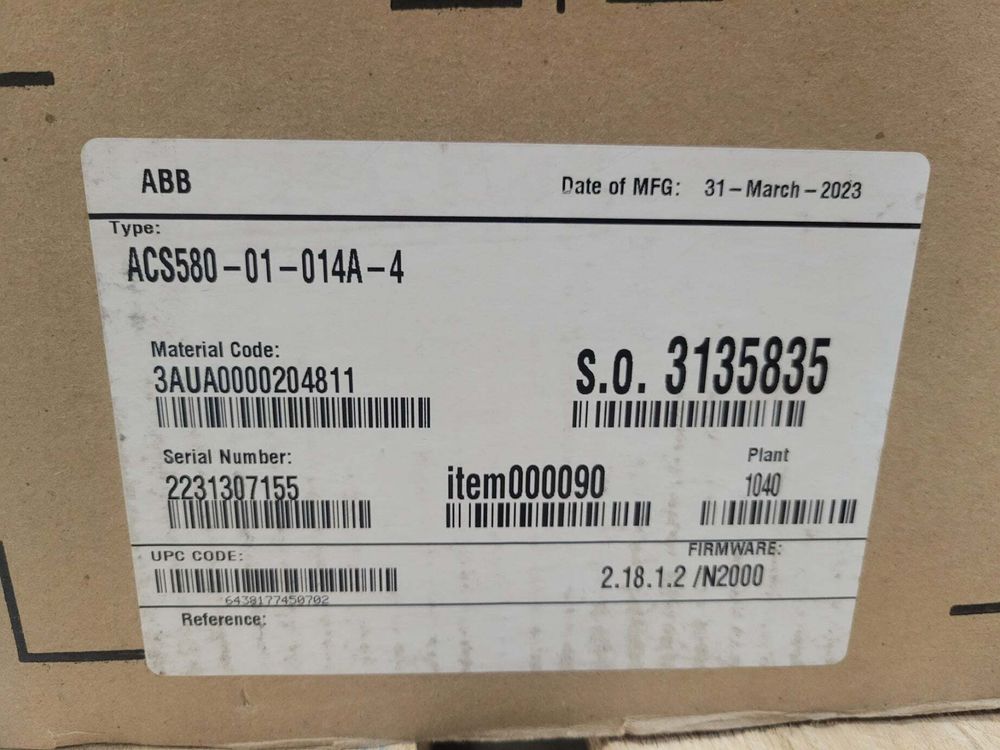 ABB
Date of MFG: 31-March-2023
Type:
ACS580-01-014A-4
Material Code:
3AUA0000204811
S.O. 3135835
Serial Number:
2231307155
item000090
Plant
1040
UPC CODE:
6438177450702
FIRMWARE:
2.18.1.2 /N2000
Reference: